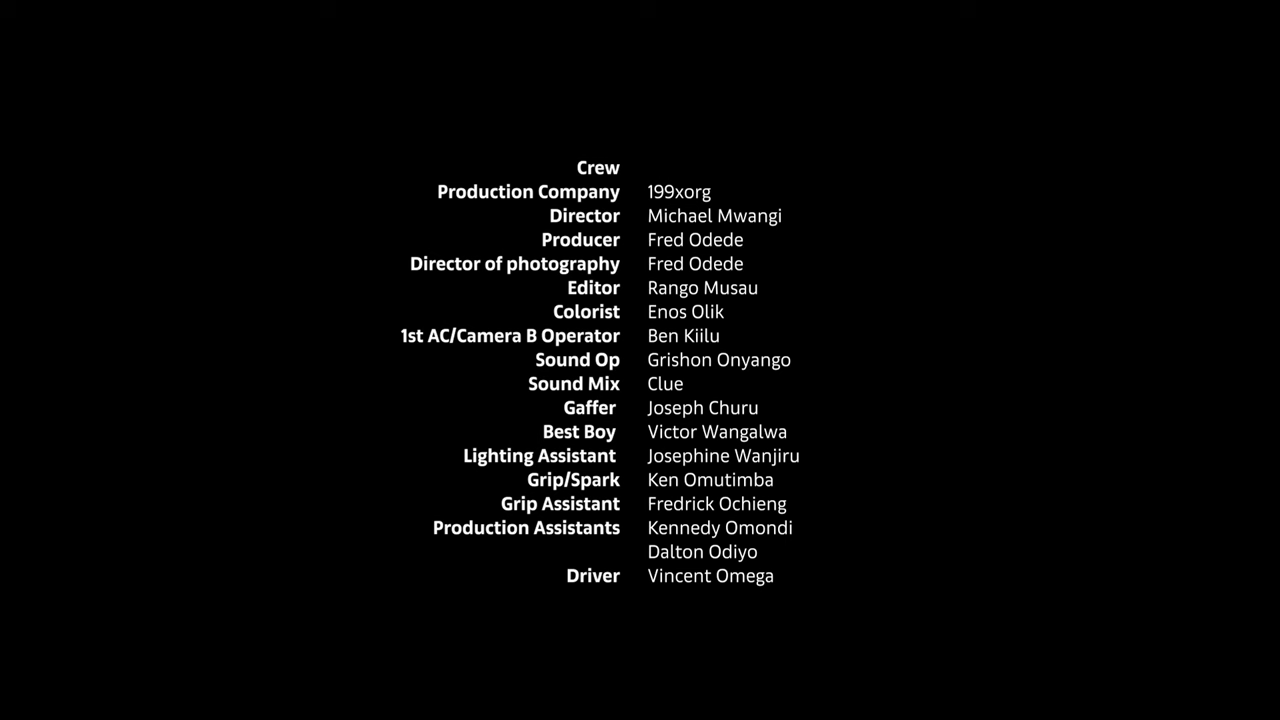 Crew
Production Company 199xorg
Director Michael Mwangi
Producer Fred Odede
Director of photography Fred Odede
Editor Rango Musau
Colorist Enos Olik
1st AC/Camera B Operator Ben Kiilu
Sound Op Grishon Onyango
Sound Mix Clue
Gaffer Joseph Churu
Best Boy Victor Wangalwa
Lighting Assistant Josephine Wanjiru
Grip/Spark Ken Omutimba
Grip Assistant Fredrick Ochieng
Production Assistants Kennedy Omondi
Dalton Odiyo
Driver Vincent Omega